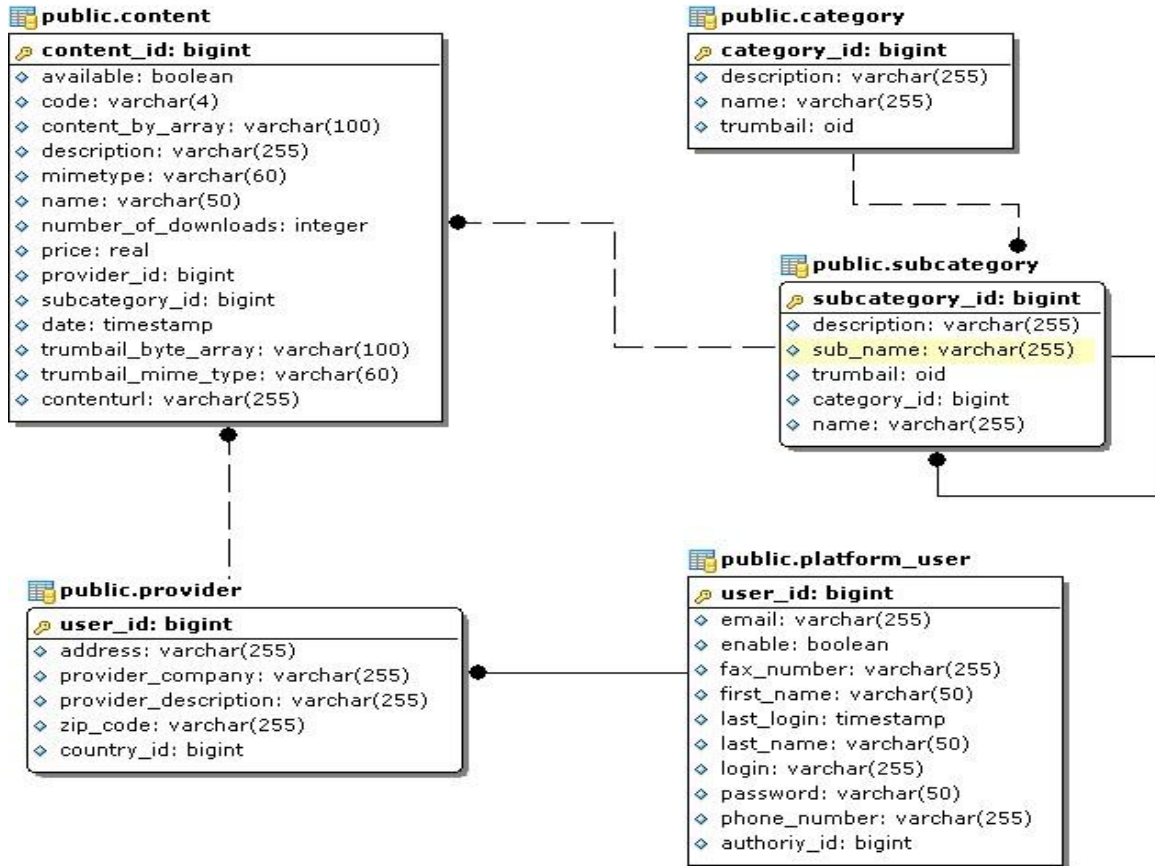 public.content
content_id: bigint
available: boolean
code: varchar(4)
content_by_array: varchar(100)
description: varchar(255)
mimetype: varchar(60)
name: varchar(50)
number_of_downloads: integer
price: real
provider_id: bigint
subcategory_id: bigint
date: timestamp
trumbail_byte_array: varchar(100)
trumbail_mime_type: varchar(60)
contenturl: varchar(255)
public.category
category_id: bigint
description: varchar(255)
name: varchar(255)
trumbail: oid
public.subcategory
subcategory_id: bigint
description: varchar(255)
sub_name: varchar(255)
trumbail: oid
category_id: bigint
name: varchar(255)
public.provider
user_id: bigint
address: varchar(255)
provider_company: varchar(255)
provider_description: varchar(255)
zip_code: varchar(255)
country_id: bigint
public.platform_user
user_id: bigint
email: varchar(255)
enable: boolean
fax_number: varchar(255)
first_name: varchar(50)
last_login: timestamp
last_name: varchar(50)
login: varchar(255)
password: varchar(50)
phone_number: varchar(255)
authoriy_id: bigint